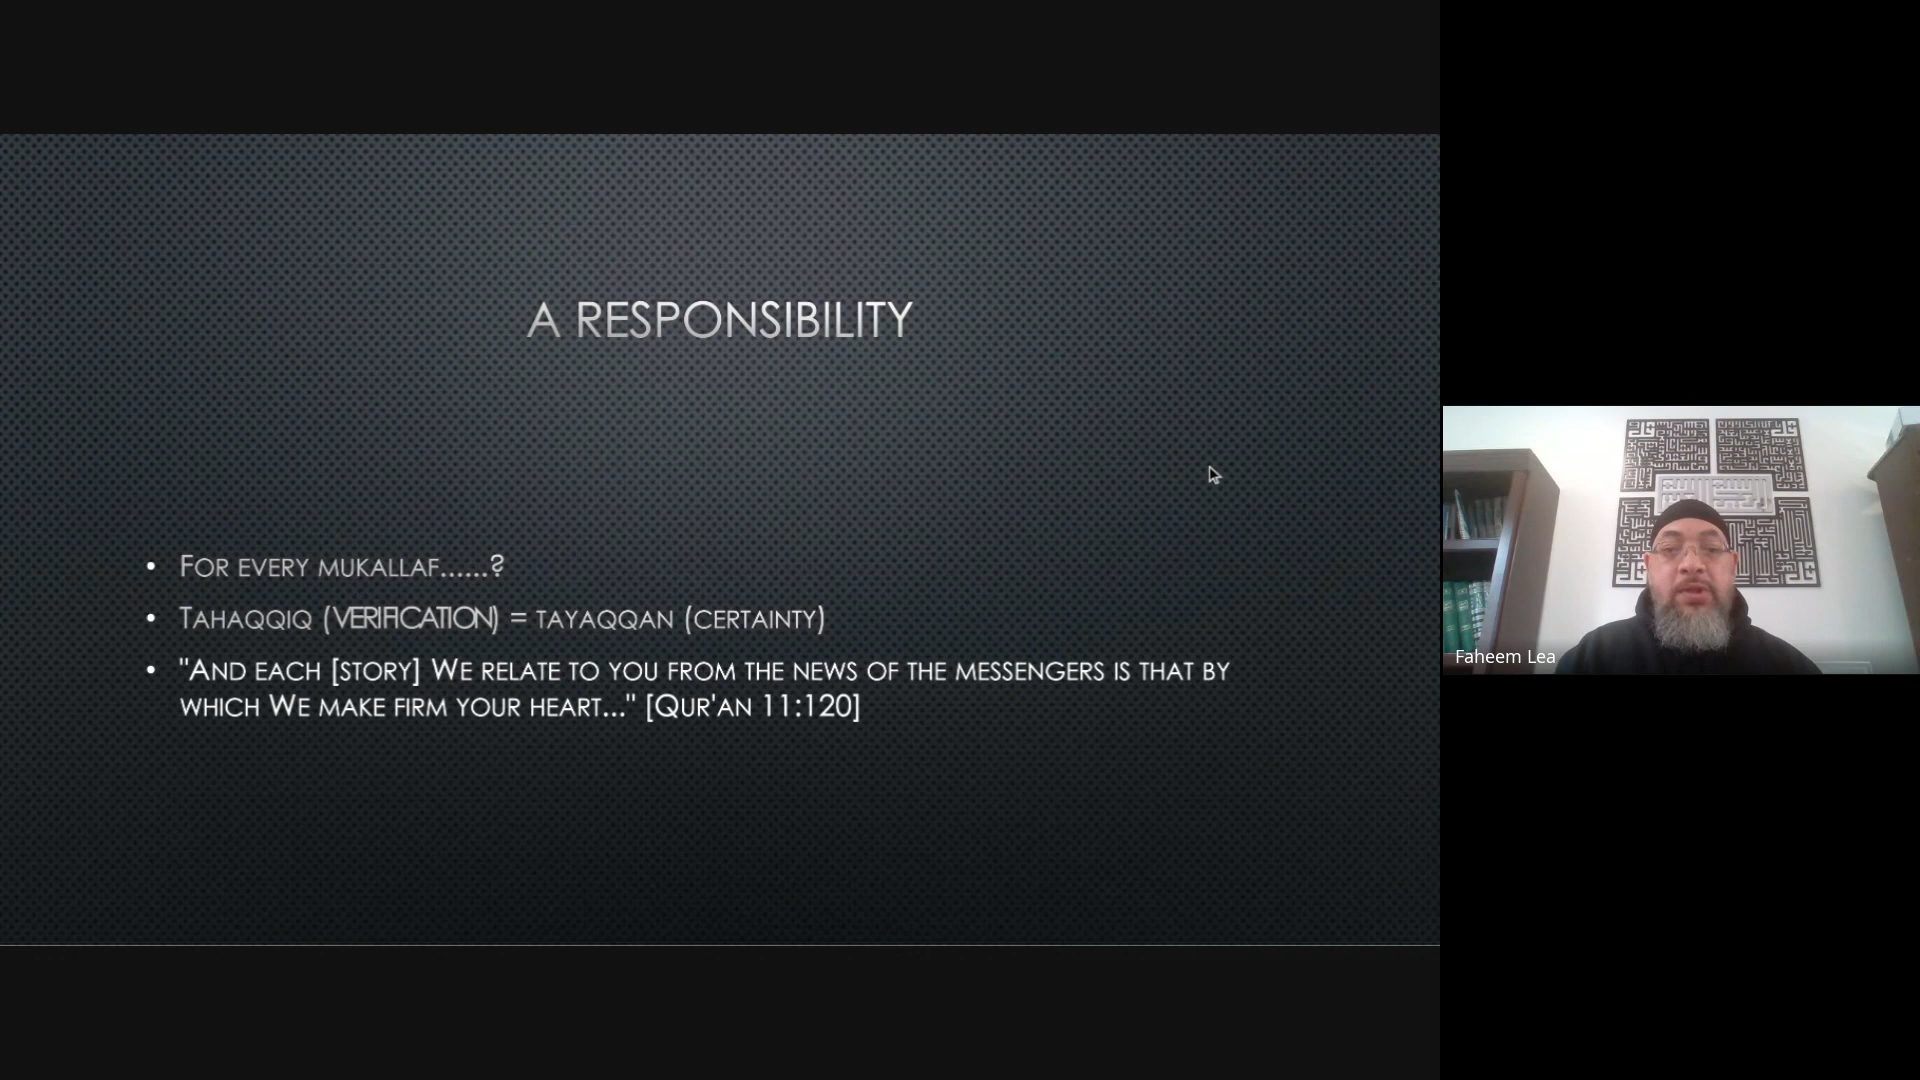 A RESPONSIBILITY
• FOR EVERY MUKALLAF......?
• TAHAQQIQ (VERIFICATION) = TAYAQQAN (CERTAINTY)
• "AND EACH [STORY] WE RELATE TO YOU FROM THE NEWS OF THE MESSENGERS IS THAT BY
WHICH WE MAKE FIRM YOUR HEART..." [QUR'AN 11:120]
Faheem Lea